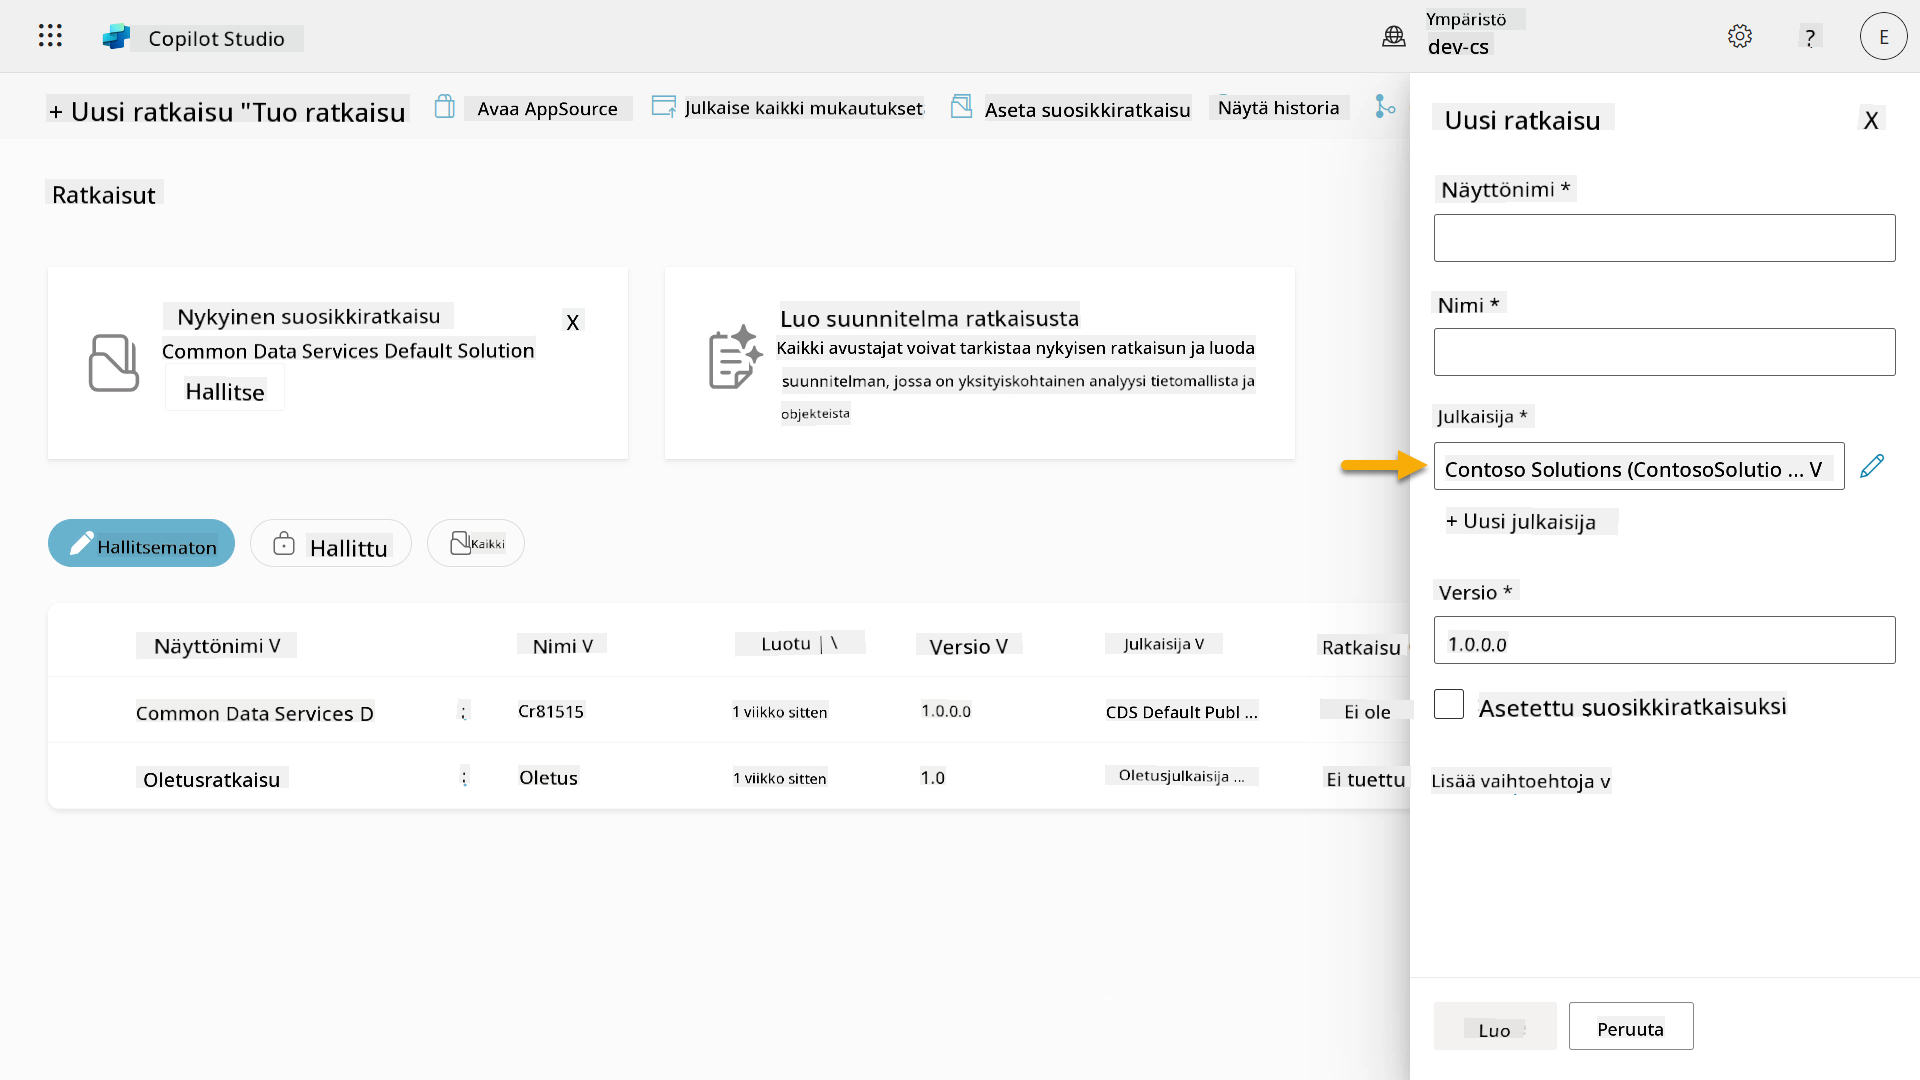 Copilot Studio
Ympäristö
dev-cs
?
E
+ Uusi ratkaisu "Tuo ratkaisu
Avaa AppSource
Julkaise kaikki mukautukset
Aseta suosikkiratkaisu
Näytä historia
Ratkaisut
Nykyinen suosikkiratkaisu
X
Common Data Services Default Solution
Hallitse
Luo suunnitelma ratkaisusta
Kaikki avustajat voivat tarkistaa nykyisen ratkaisun ja luoda
suunnitelman, jossa on yksityiskohtainen analyysi tietomallista ja
objekteista
Hallitsematon
Hallittu
Kaikki
Näyttönimi V
Nimi V
Luotu | \
Versio V
Julkaisija V
Ratkaisu
Common Data Services D
:
Cr81515
1 viikko sitten
1.0.0.0
CDS Default Publ ...
Ei ole
Oletusratkaisu
:
Oletus
1 viikko sitten
1.0
Oletusjulkaisija ...
Ei tuettu
Uusi ratkaisu
X
Näyttönimi *
Nimi *
Julkaisija *
Contoso Solutions (ContosoSolutio ... V
+ Uusi julkaisija
Versio *
1.0.0.0
Asetettu suosikkiratkaisuksi
Lisää vaihtoehtoja v
Luo
Peruuta